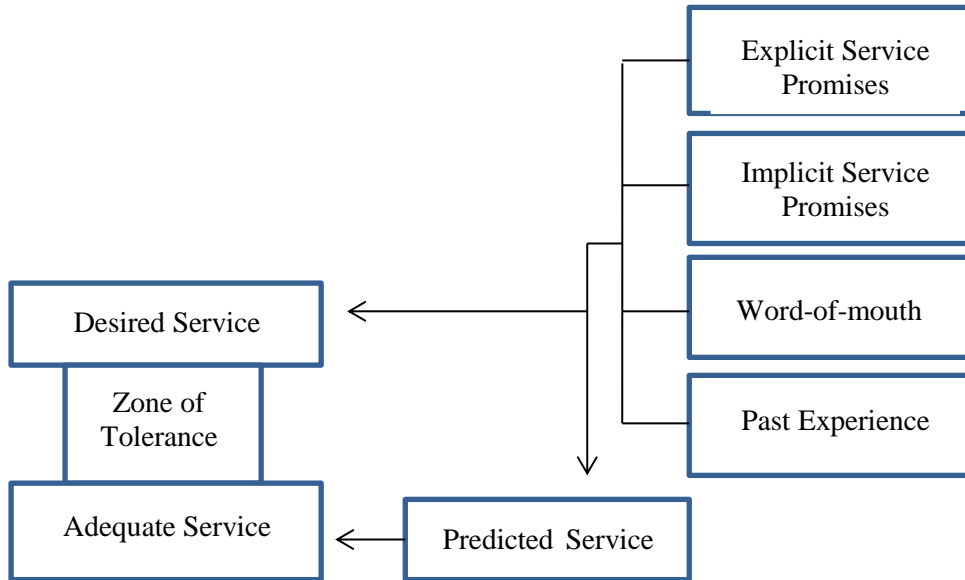 Explicit Service
Promises
Implicit Service
Promises
Word-of-mouth
Past Experience
Desired Service
Zone of
Tolerance
Adequate Service
Predicted Service